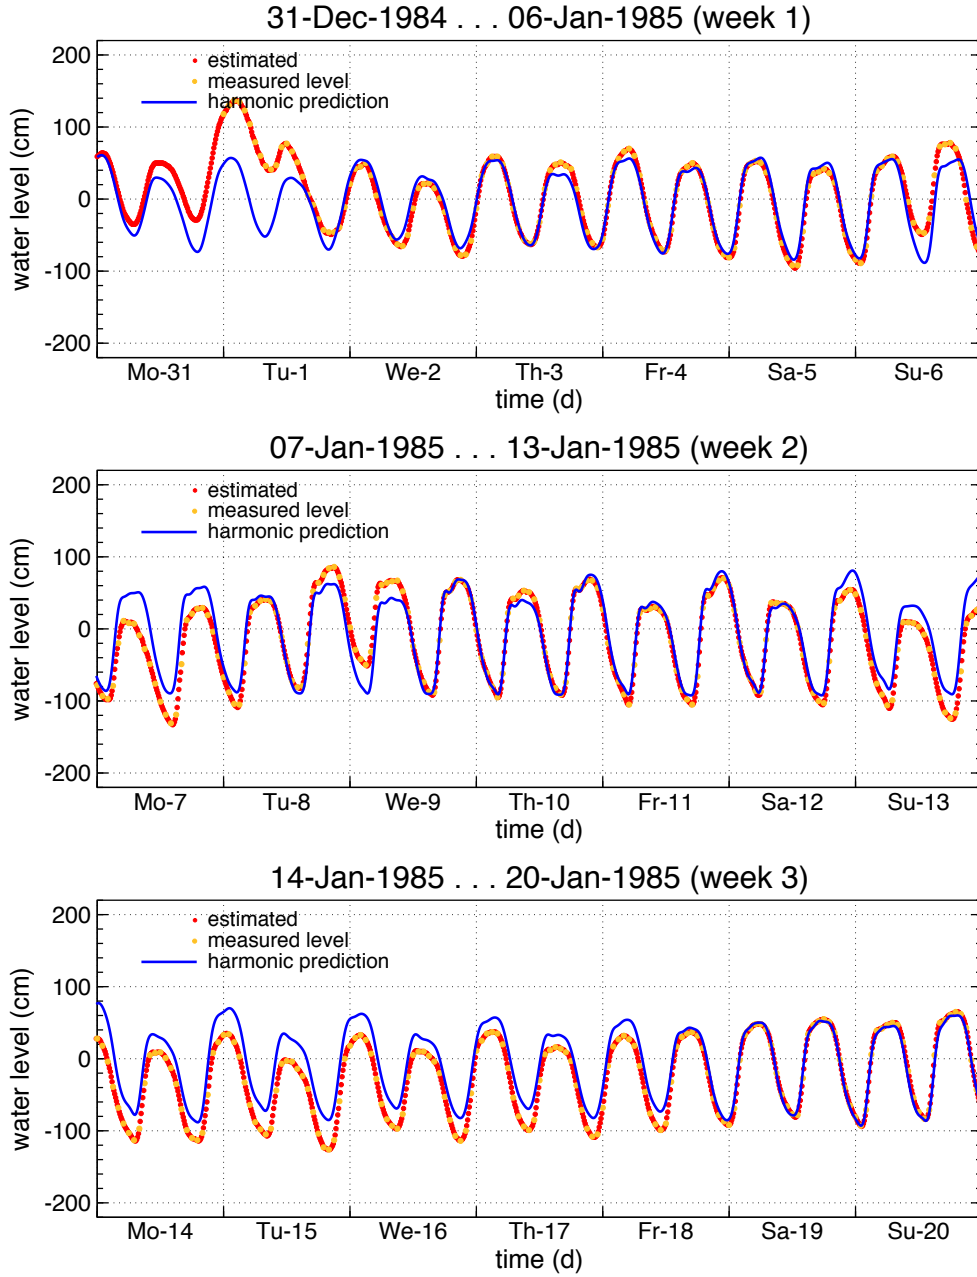 31-Dec-1984 . . . 06-Jan-1985 (week 1)
estimated
measured level
harmonic prediction
200
100
0
-100
-200
water level (cm)
Mo-31 Tu-1 We-2 Th-3 Fr-4 Sa-5 Su-6
time (d)
07-Jan-1985 . . . 13-Jan-1985 (week 2)
estimated
measured level
harmonic prediction
200
100
0
-100
-200
water level (cm)
Mo-7 Tu-8 We-9 Th-10 Fr-11 Sa-12 Su-13
time (d)
14-Jan-1985 . . . 20-Jan-1985 (week 3)
estimated
measured level
harmonic prediction
200
100
0
-100
-200
water level (cm)
Mo-14 Tu-15 We-16 Th-17 Fr-18 Sa-19 Su-20
time (d)